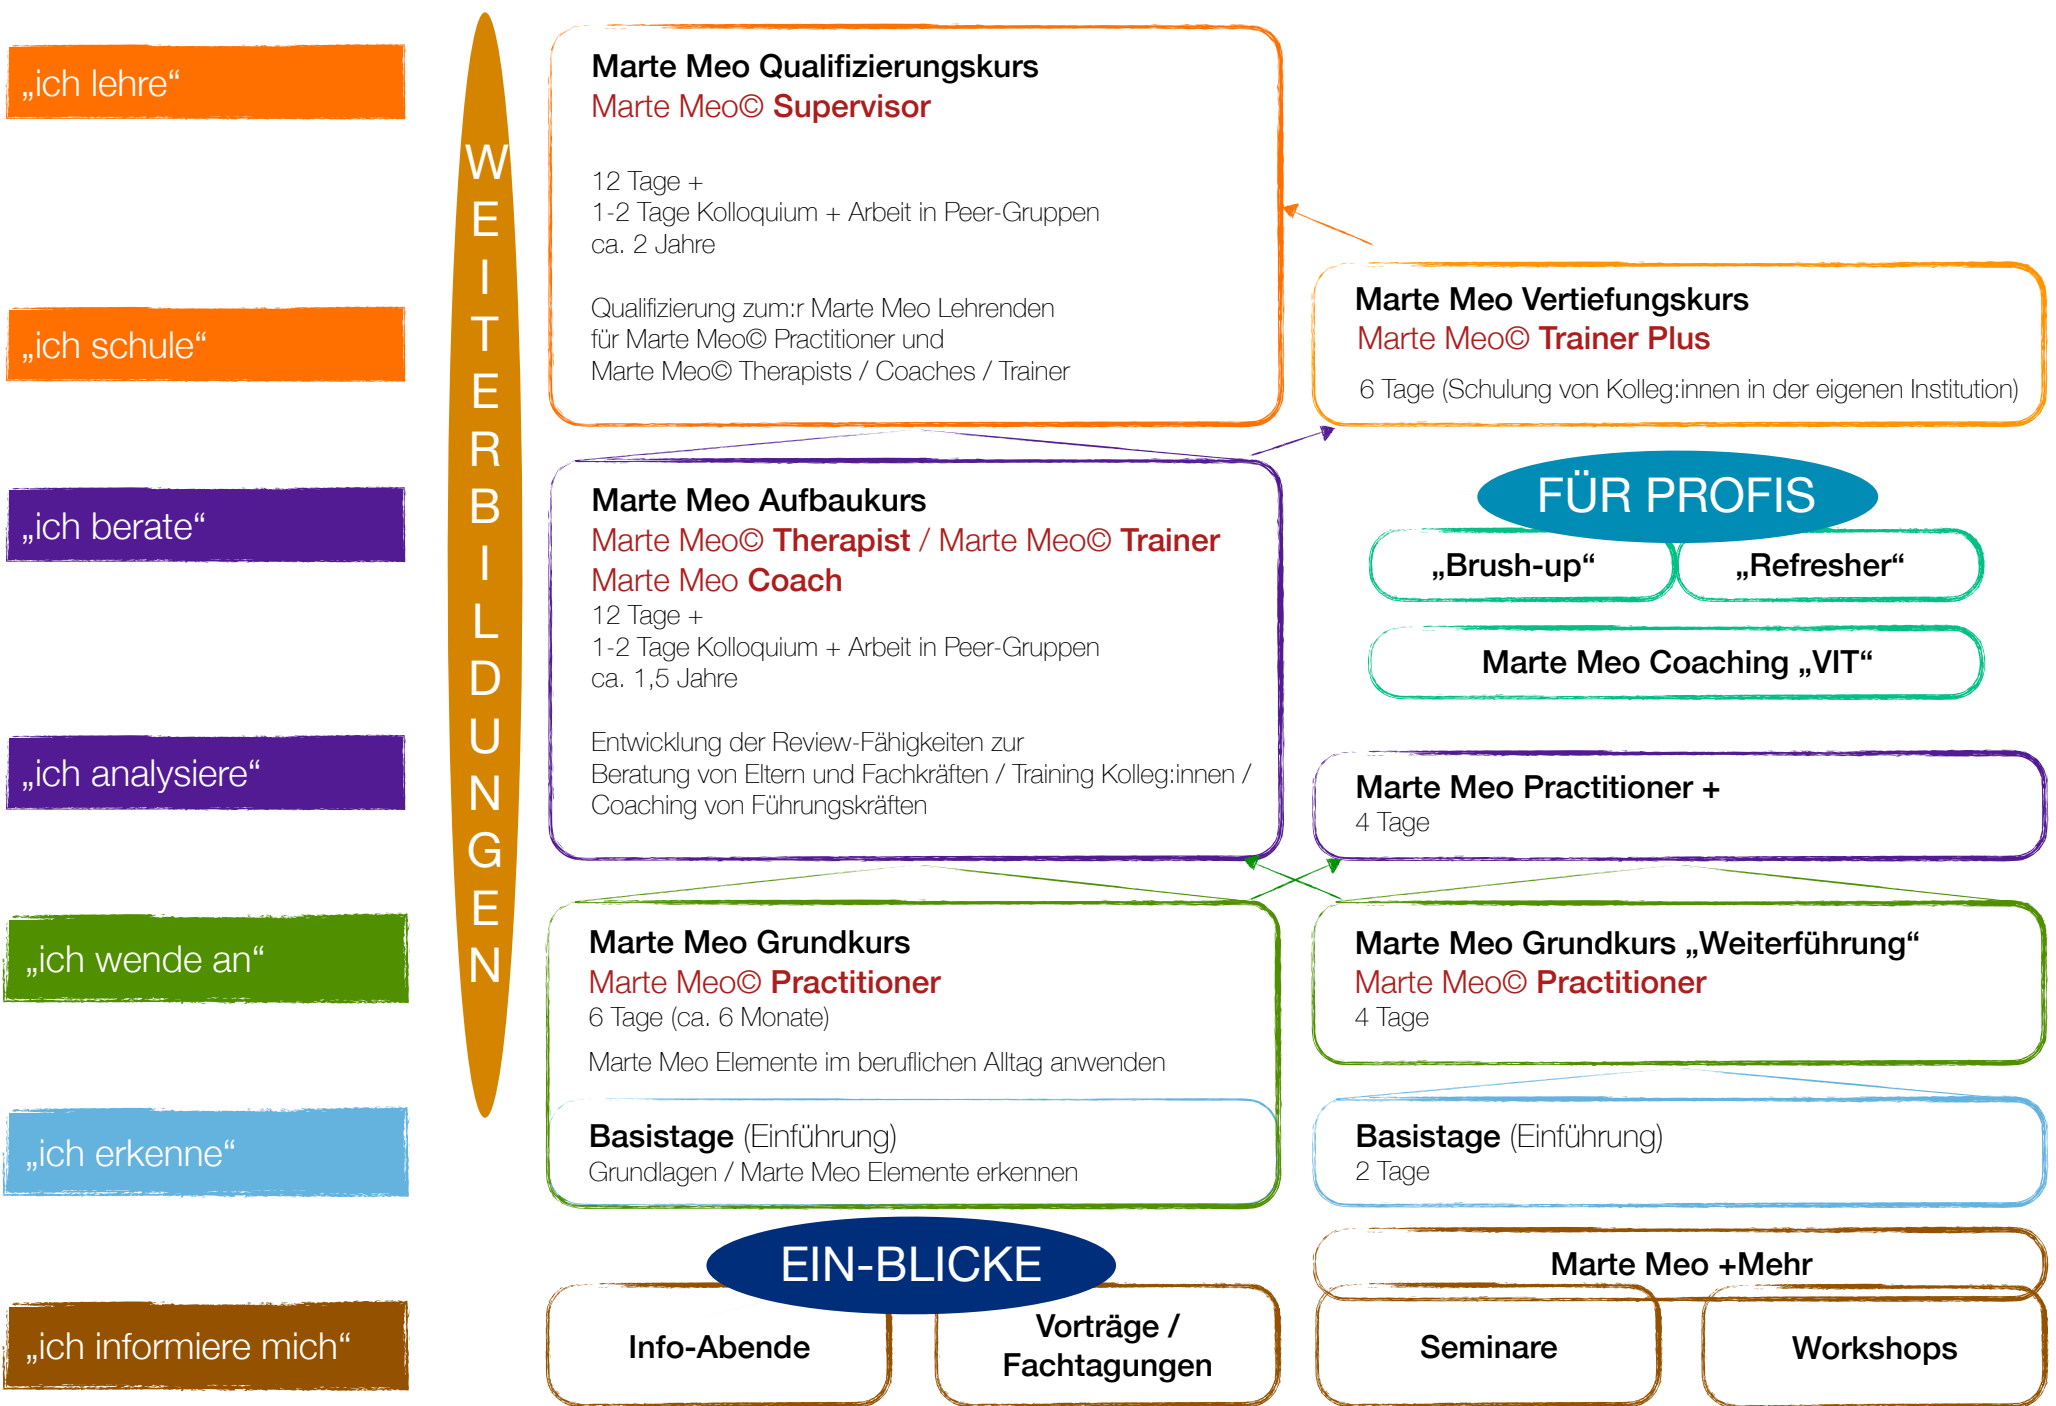 „ich lehre“
„ich schule“
„ich berate“
„ich analysiere“
„ich wende an“
„ich erkenne“
„ich informiere mich“
WEITERBILDUNGEN
Marte Meo Qualifizierungskurs
Marte Meo© Supervisor
12 Tage +
1-2 Tage Kolloquium + Arbeit in Peer-Gruppen
ca. 2 Jahre
Qualifizierung zum:r Marte Meo Lehrenden
für Marte Meo© Practitioner und
Marte Meo© Therapists / Coaches / Trainer
Marte Meo Vertiefungskurs
Marte Meo© Trainer Plus
6 Tage (Schulung von Kolleg:innen in der eigenen Institution)
Marte Meo Aufbaukurs
Marte Meo© Therapist / Marte Meo© Trainer
Marte Meo Coach
12 Tage +
1-2 Tage Kolloquium + Arbeit in Peer-Gruppen
ca. 1,5 Jahre
Entwicklung der Review-Fähigkeiten zur
Beratung von Eltern und Fachkräften / Training Kolleg:innen /
Coaching von Führungskräften
FÜR PROFIS
„Brush-up“
„Refresher“
Marte Meo Coaching „VIT“
Marte Meo Practitioner +
4 Tage
Marte Meo Grundkurs
Marte Meo© Practitioner
6 Tage (ca. 6 Monate)
Marte Meo Elemente im beruflichen Alltag anwenden
Basistage (Einführung)
Grundlagen / Marte Meo Elemente erkennen
Marte Meo Grundkurs „Weiterführung“
Marte Meo© Practitioner
4 Tage
Basistage (Einführung)
2 Tage
EIN-BLICKE
Info-Abende
Vorträge /
Fachtagungen
Marte Meo +Mehr
Seminare
Workshops